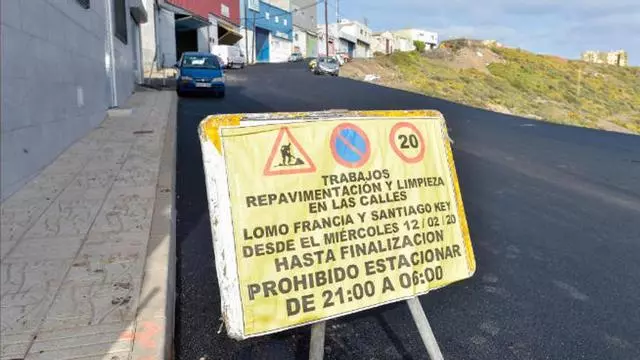 20
TRABAJOS
REPAVIMENTACIÓN Y LIMPIEZA
EN LAS CALLES
LOMO FRANCIA Y SANTIAGO KEY
DESDE EL MIÉRCOLES 12 / 02 / 20
HASTA FINALIZACION
PROHIBIDO ESTACIONAR
DE 21:00 A 06:00